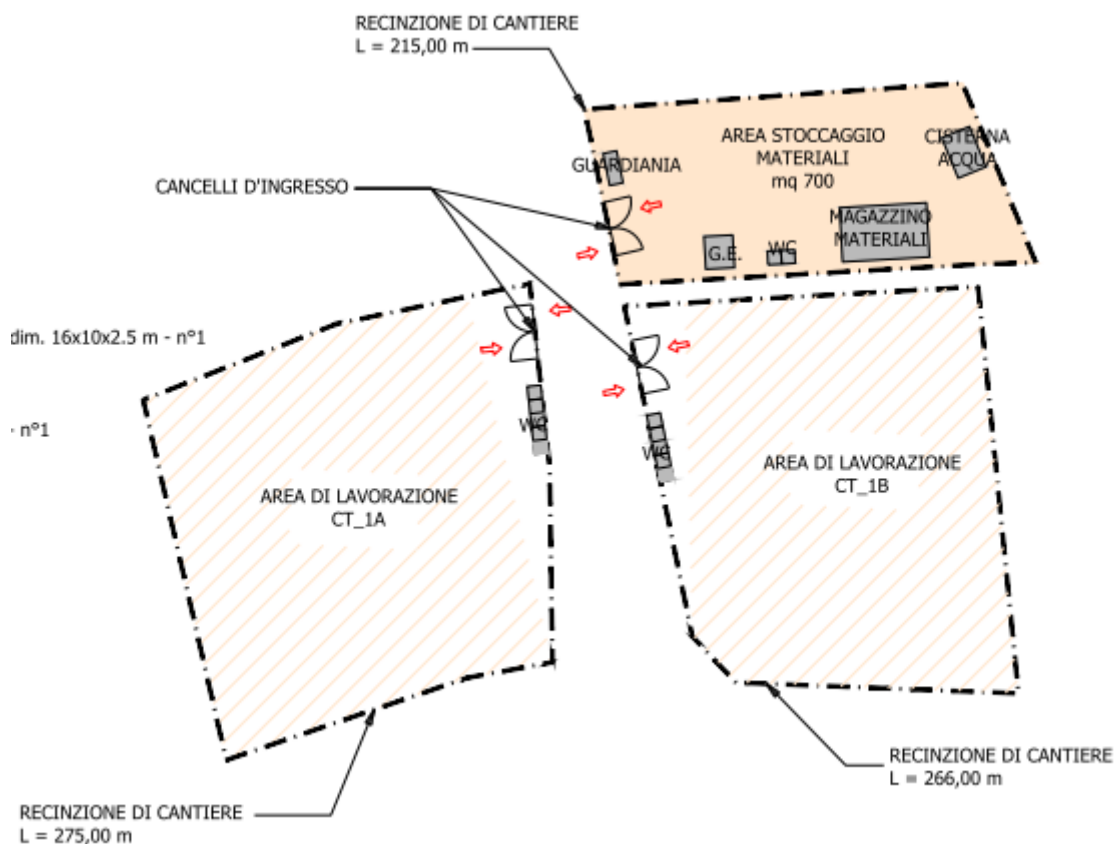 RECINZIONE DI CANTIERE
L = 215,00 m
AREA STOCCAGGIO
MATERIALI
mq 700
CISTERNA
ACQUA
GUARDIANIA
CANCELLI D'INGRESSO
MAGAZZINO
MATERIALI
G.E.
WC
dim. 16x10x2.5 m - n°1
- n°1
WC
WC
AREA DI LAVORAZIONE
CT_1A
AREA DI LAVORAZIONE
CT_1B
RECINZIONE DI CANTIERE
L = 266,00 m
RECINZIONE DI CANTIERE
L = 275,00 m